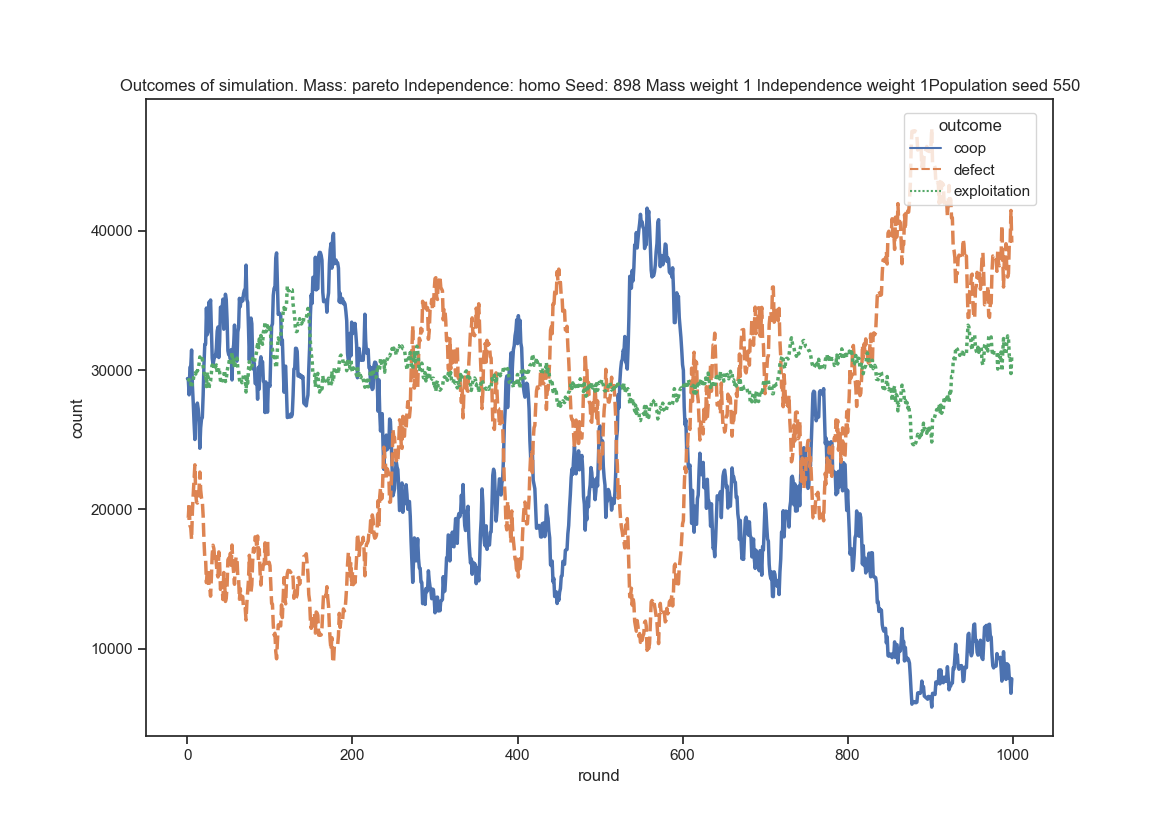 Outcomes of simulation. Mass: pareto Independence: homo Seed: 898 Mass weight 1 Independence weight 1Population seed 550
outcome
coop
defect
exploitation
40000
30000
20000
10000
count
0 200 400 600 800 1000
round